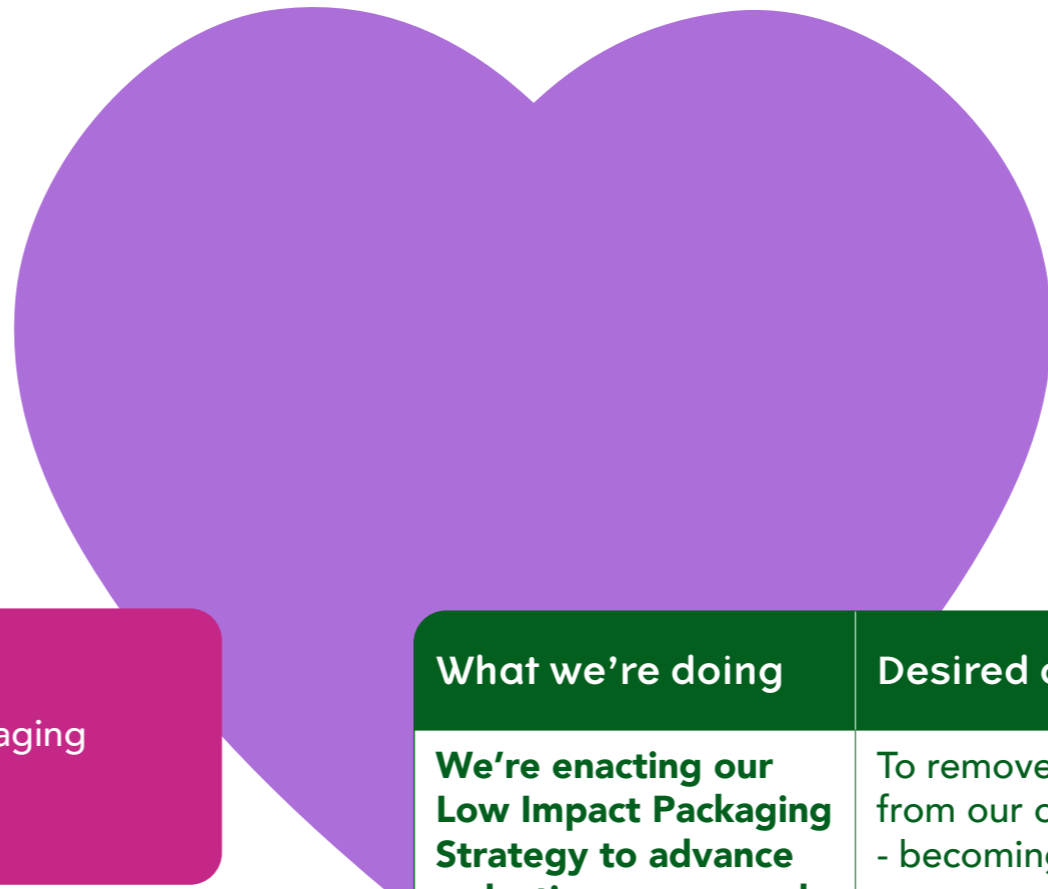 aging
What we're doing
Desired
We're enacting our
Low Impact Packaging
Strategy to advance
To remove
from our
- becoming